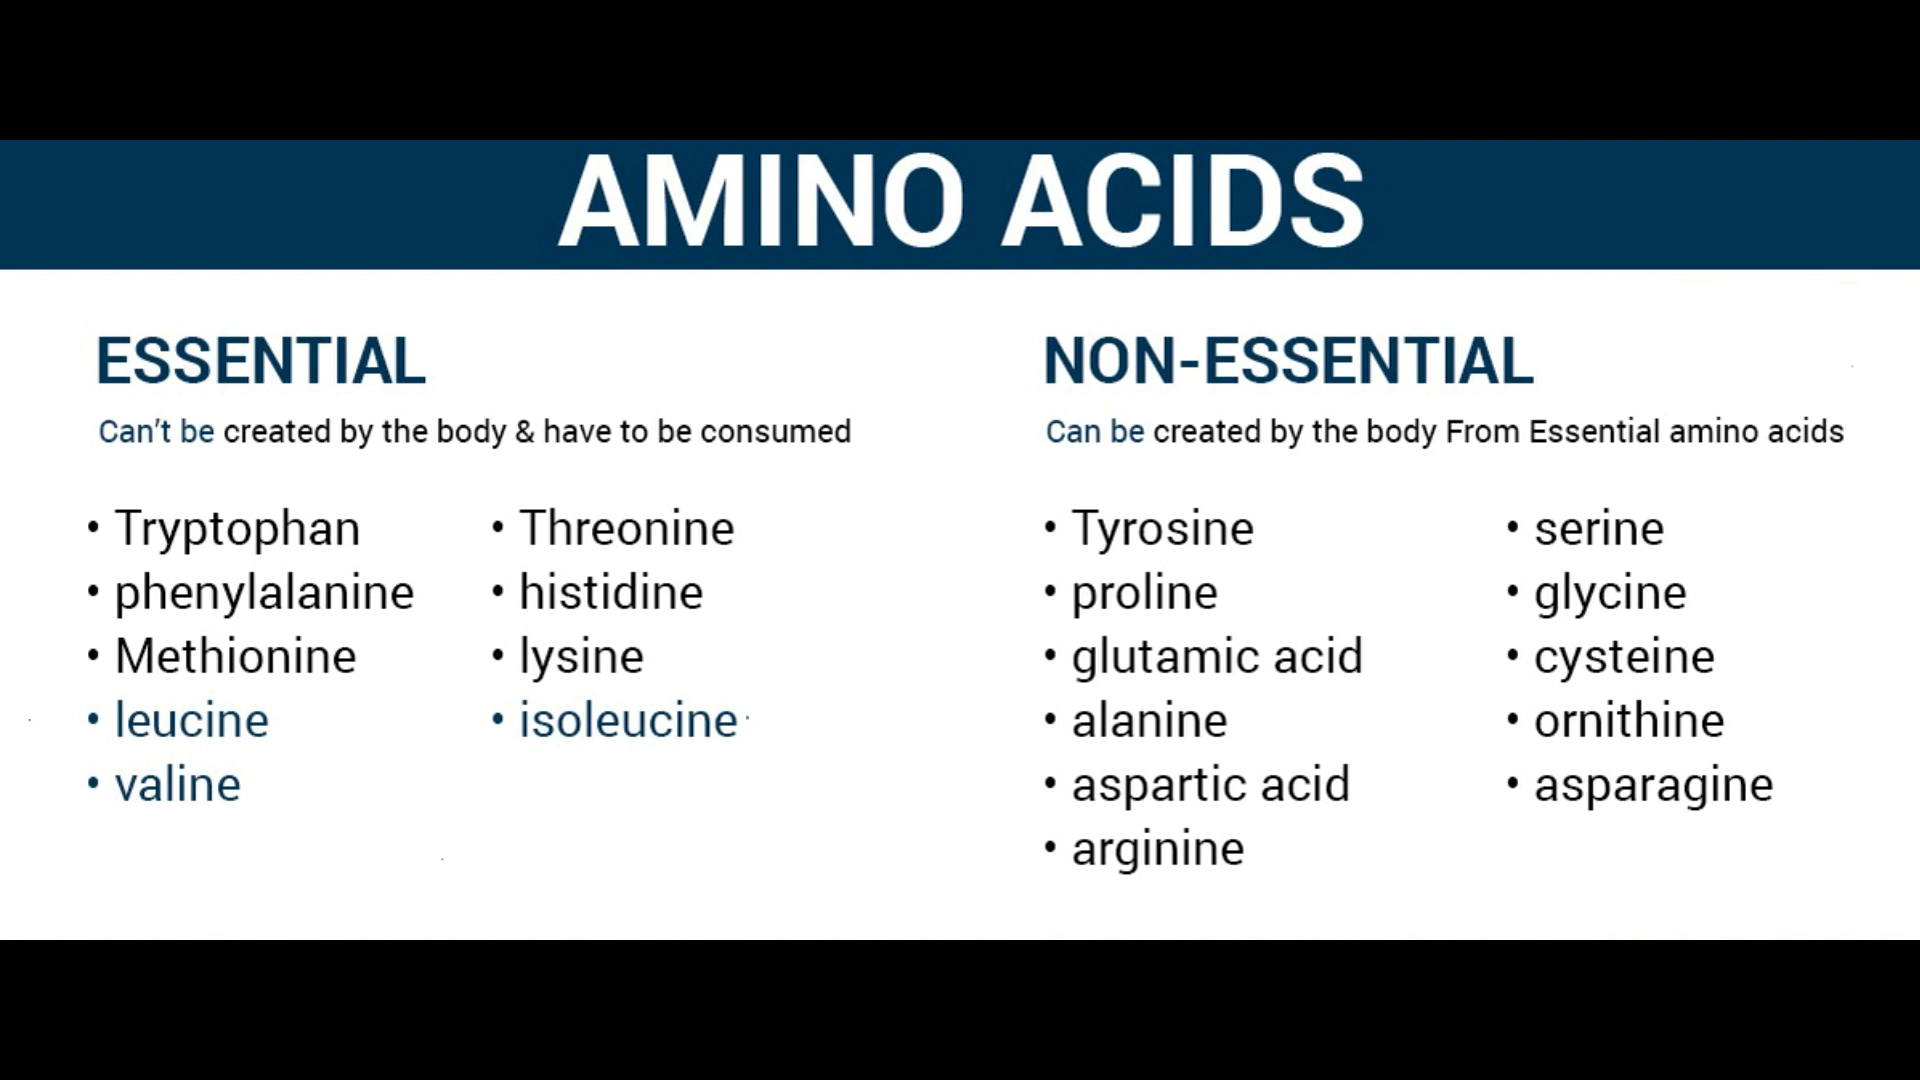 AMINO ACIDS
ESSENTIAL
Can't be created by the body & have to be consumed
• Tryptophan
• phenylalanine
• Methionine
• leucine
• valine
• Threonine
• histidine
• lysine
• isoleucine
NON-ESSENTIAL
Can be created by the body From Essential amino acids
• Tyrosine
• proline
• glutamic acid
• alanine
• aspartic acid
• arginine
• serine
• glycine
• cysteine
• ornithine
• asparagine